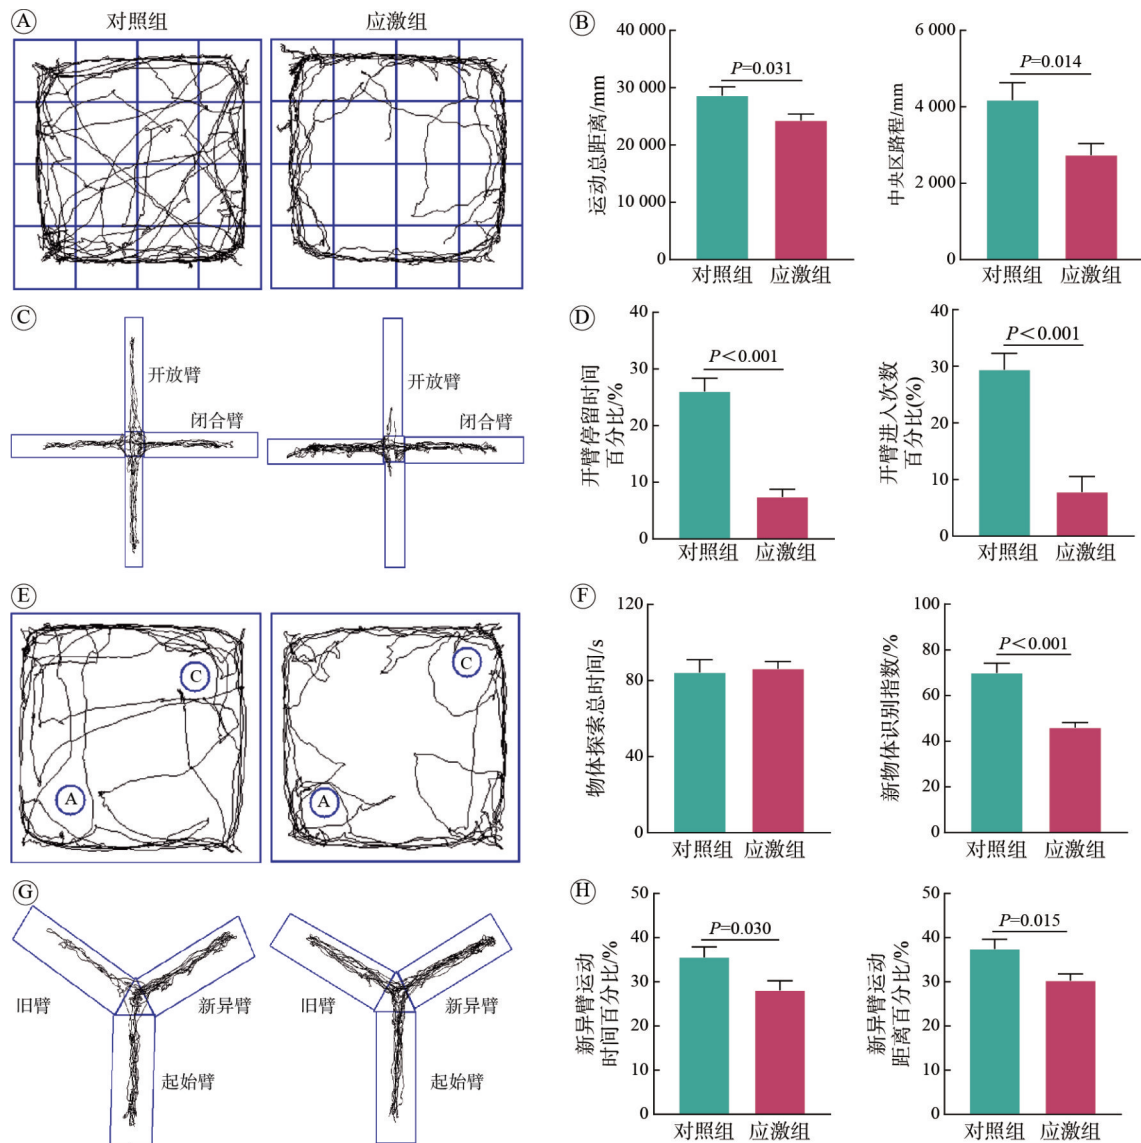 A 对照组 应激组
B
运动总距离/mm
40 000
30 000
20 000
10 000
0
P=0.031
对照组 应激组
中央区路程/mm
6 000
4 000
2 000
0
P=0.014
对照组 应激组
C
开放臂
闭合臂
开放臂
闭合臂
D
开臂停留时间
百分比/%
40
30
20
10
0
P＜0.001
对照组 应激组
开臂进入次数
百分比(%)
40
30
20
10
0
P＜0.001
对照组 应激组
E
C
A
C
A
F
物体探索总时间/s
120
80
40
0
对照组 应激组
新物体识别指数/%
100
80
60
40
20
0
P＜0.001
对照组 应激组
G
旧臂
新异臂
起始臂
旧臂
新异臂
起始臂
H
新异臂运动
时间百分比/%
50
40
30
20
10
0
P=0.030
对照组 应激组
新异臂运动
距离百分比/%
50
40
30
20
10
0
P=0.015
对照组 应激组